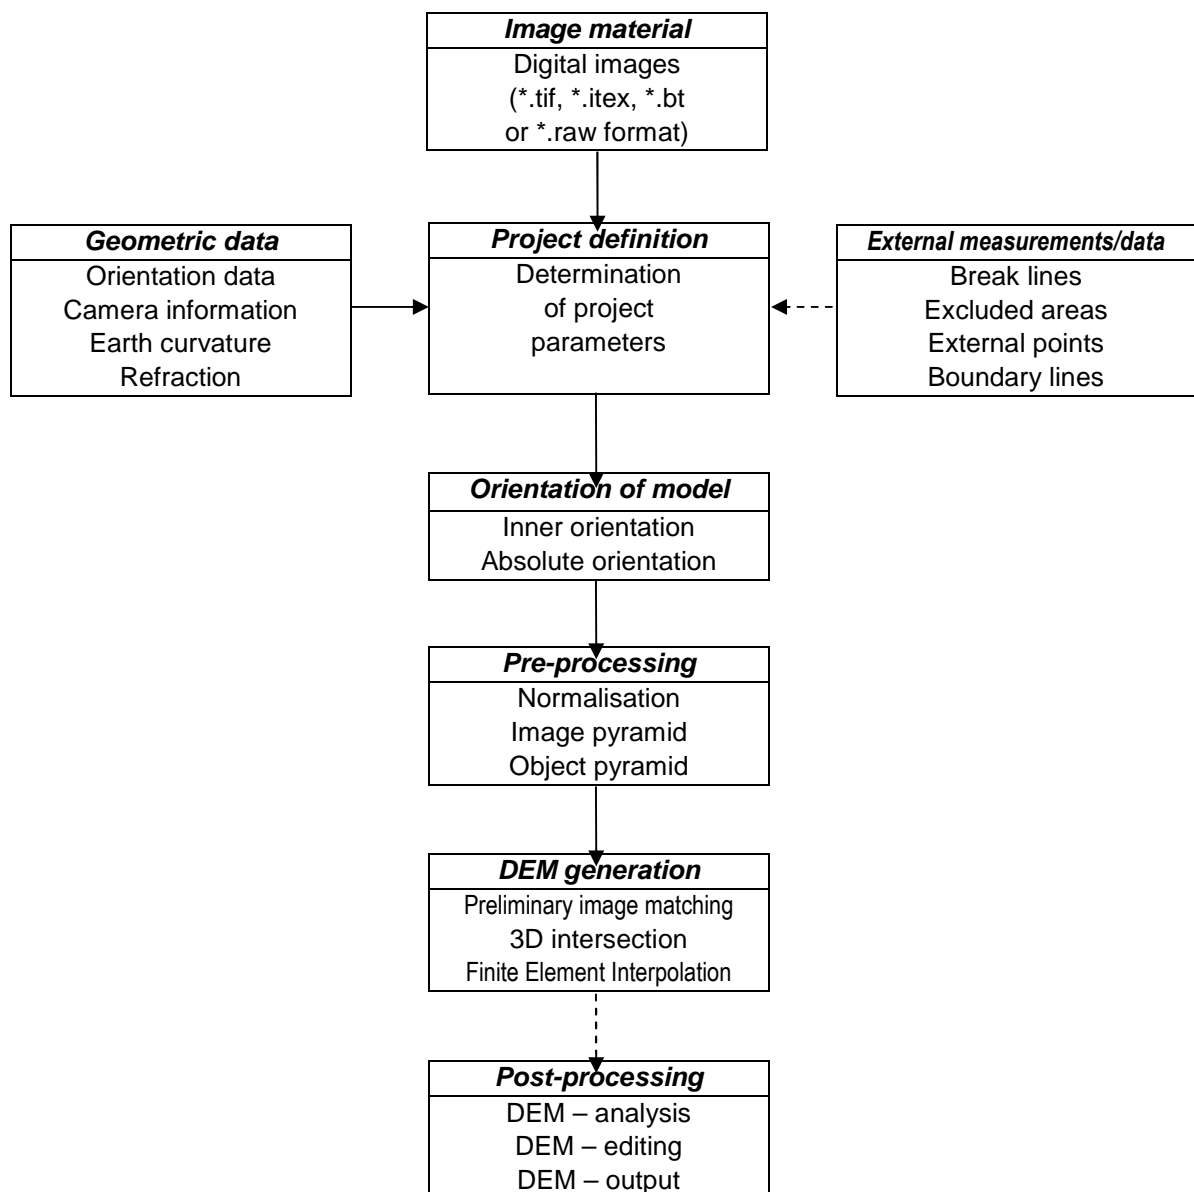 Image material
Digital images
(*.tif, *.itex, *.bt
or *.raw format)
Geometric data
Orientation data
Camera information
Earth curvature
Refraction
Project definition
Determination
of project
parameters
External measurements/data
Break lines
Excluded areas
External points
Boundary lines
Orientation of model
Inner orientation
Absolute orientation
Pre-processing
Normalisation
Image pyramid
Object pyramid
DEM generation
Preliminary image matching
3D intersection
Finite Element Interpolation
Post-processing
DEM – analysis
DEM – editing
DEM – output